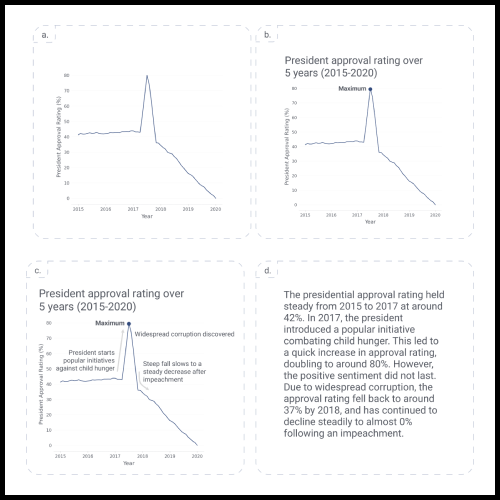 a.
80
70
60
50
40
30
20
10
0
President Approval Rating (%)
2015 2016 2017 2018 2019 2020
Year
b.
President approval rating over
5 years (2015-2020)
Maximum
80
70
60
50
40
30
20
10
0
President Approval Rating (%)
2015 2016 2017 2018 2019 2020
Year
c.
President approval rating over
5 years (2015-2020)
Maximum
Widespread corruption discovered
President starts
popular initiatives
against child hunger
Steep fall slows to a
steady decrease after
impeachment
80
70
60
50
40
30
20
10
0
President Approval Rating (%)
2015 2016 2017 2018 2019 2020
Year
d.
The presidential approval rating held
steady from 2015 to 2017 at around
42%. In 2017, the president
introduced a popular initiative
combating child hunger. This led to
a quick increase in approval rating,
doubling to around 80%. However,
the positive sentiment did not last.
Due to widespread corruption, the
approval rating fell back to around
37% by 2018, and has continued to
decline steadily to almost 0%
following an impeachment.